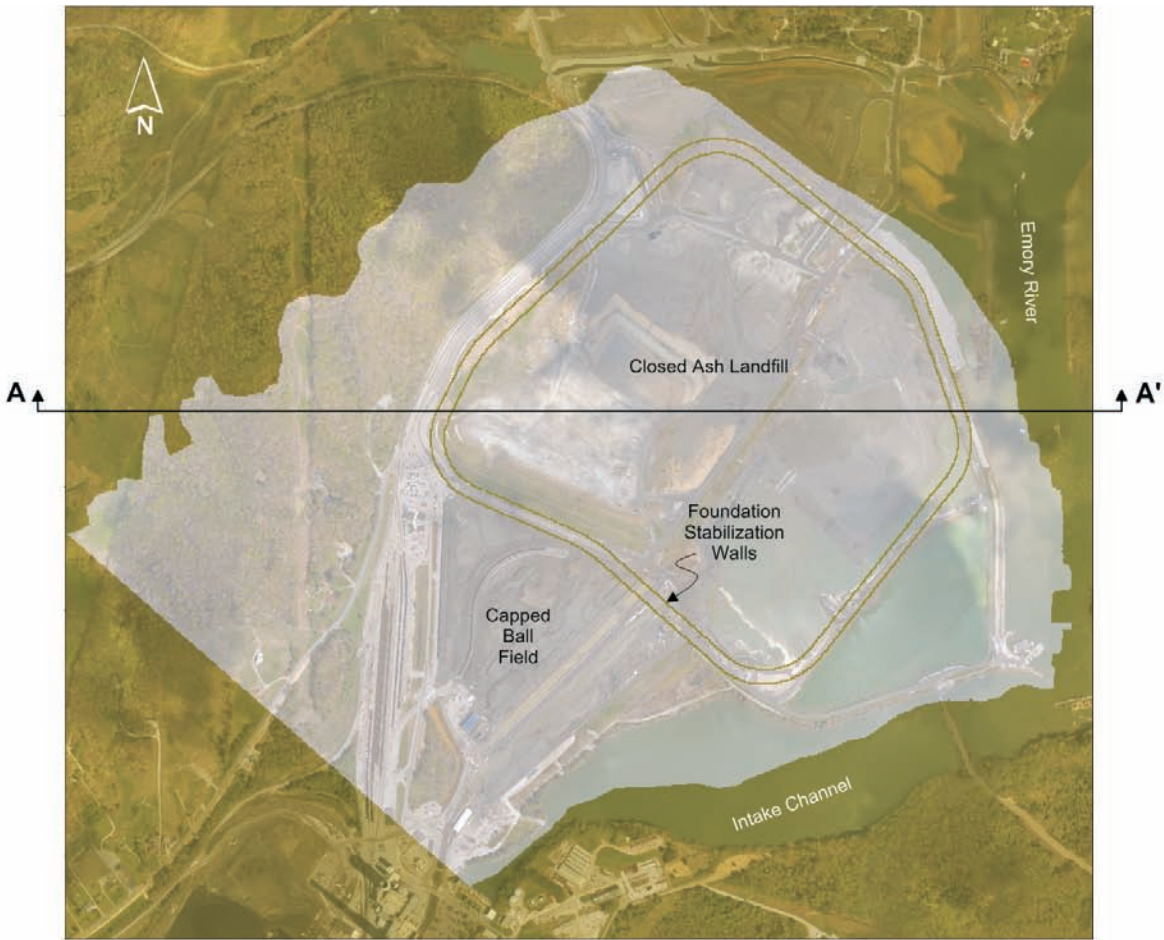 N
Emory River
Closed Ash Landfill
A
A'
Foundation
Stabilization
Walls
Capped
Ball
Field
Intake Channel